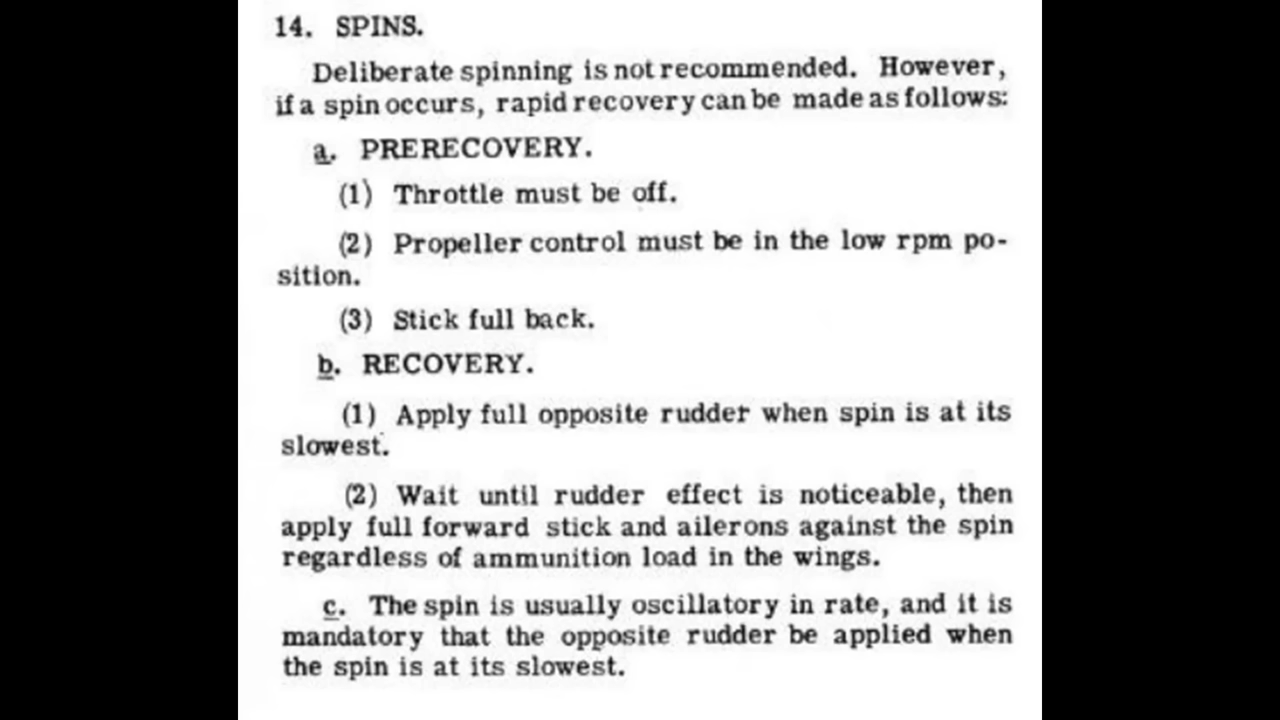 14. SPINS.
Deliberate spinning is not recommended. However,
if a spin occurs, rapid recovery can be made as follows:
a. PRERECOVERY.
(1) Throttle must be off.
(2) Propeller control must be in the low rpm po-
sition.
(3) Stick full back.
b. RECOVERY.
(1) Apply full opposite rudder when spin is at its
slowest.
(2) Wait until rudder effect is noticeable, then
apply full forward stick and ailerons against the spin
regardless of ammunition load in the wings.
c. The spin is usually oscillatory in rate, and it is
mandatory that the opposite rudder be applied when
the spin is at its slowest.